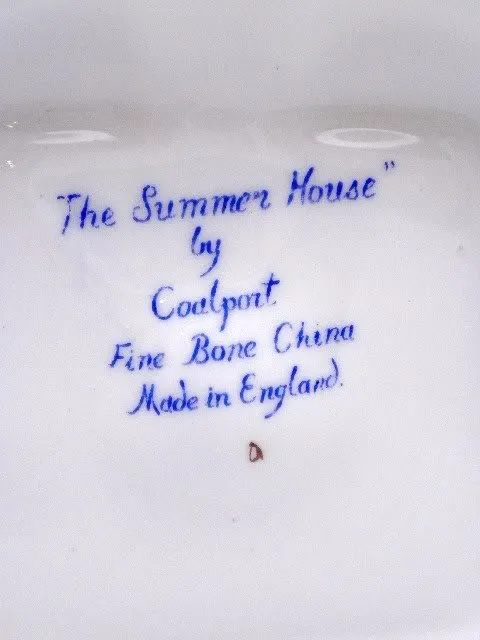 "The Summer House"
by
Coalport
Fine Bone China
Made in England.
a